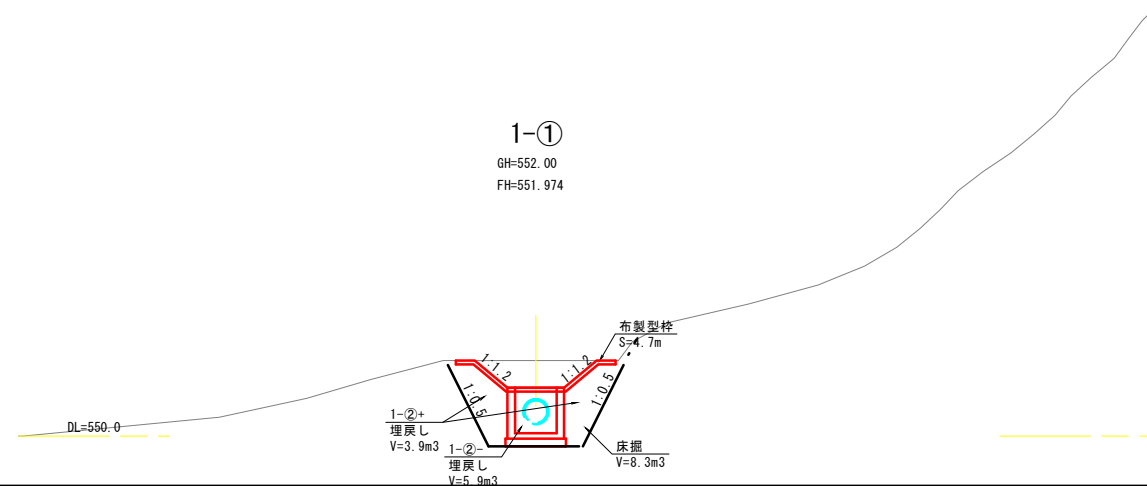 1-①
GH=552.00
FH=551.974
布製型枠
S=4.7m
1:1.2
1:1.2
1:0.5
1:0.5
DL=550.0
1-②+
埋戻し
V=3.9m3
1-②-
埋戻し
V=5.9m3
床掘
V=8.3m3